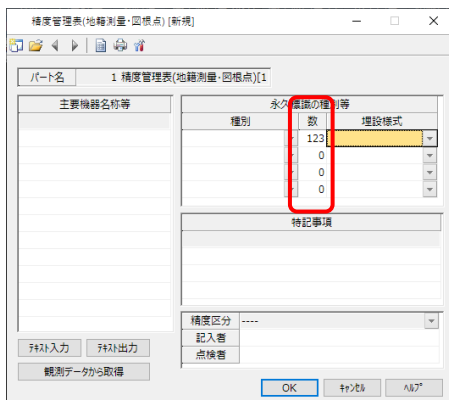 精度管理表(地籍測量・図根点) [新規]
パート名 1 精度管理表(地籍測量・図根点)[1
主要機器名称等
永久標識の種別等
種別 数 埋設様式
123
0
0
0
特記事項
精度区分 ----
記入者
点検者
ﾃｷｽﾄ入力 ﾃｷｽﾄ出力
観測データから取得
OK ｷｬﾝｾﾙ ﾍﾙﾌﾟ